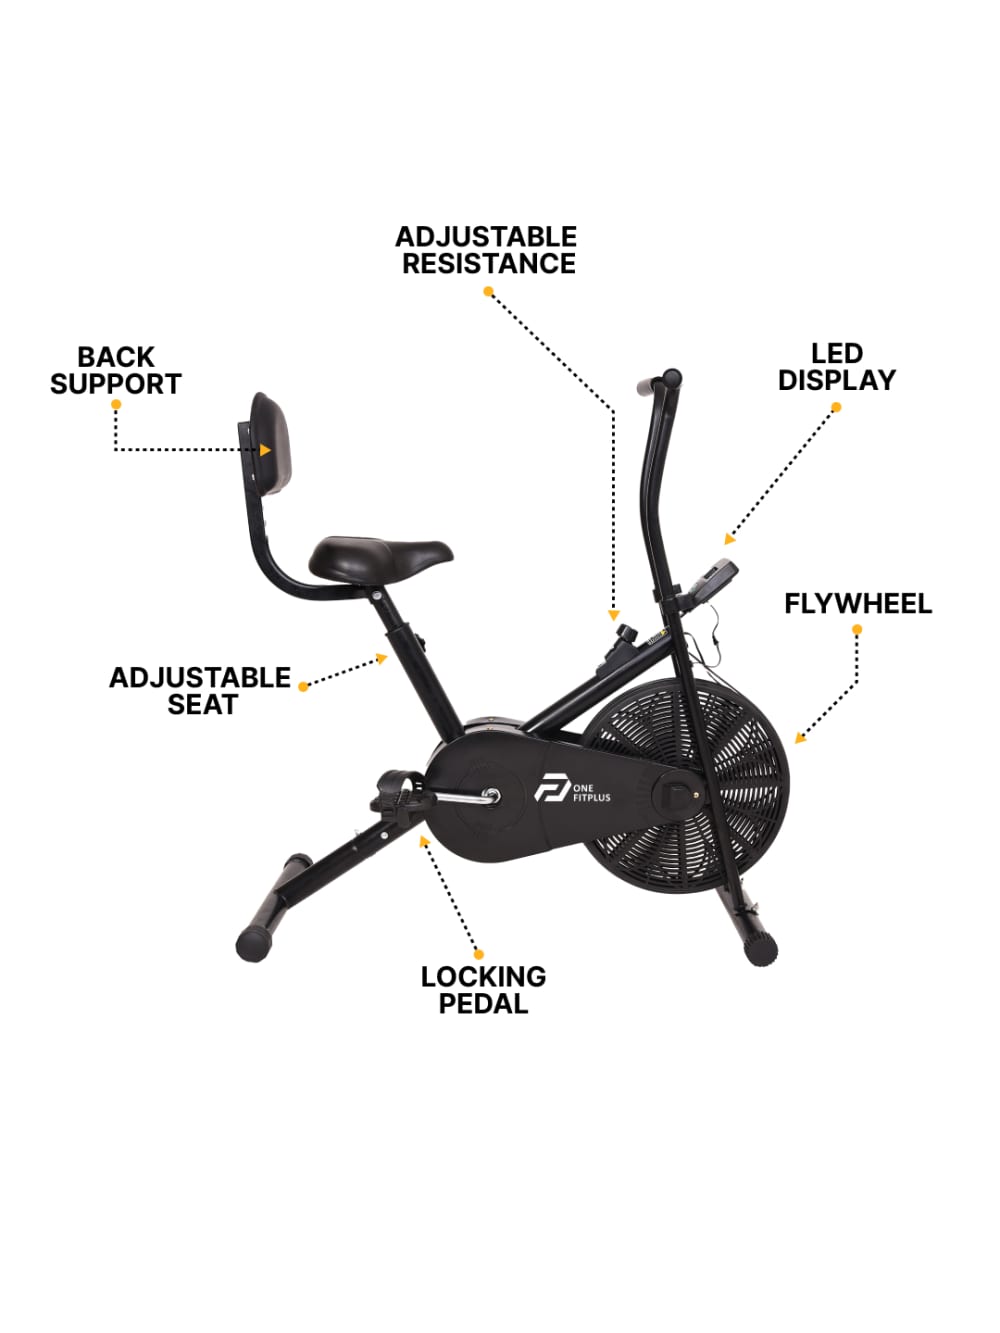 ADJUSTABLE
RESISTANCE
BACK
SUPPORT
LED
DISPLAY
FLYWHEEL
ADJUSTABLE
SEAT
ONE
FITPLUS
LOCKING
PEDAL